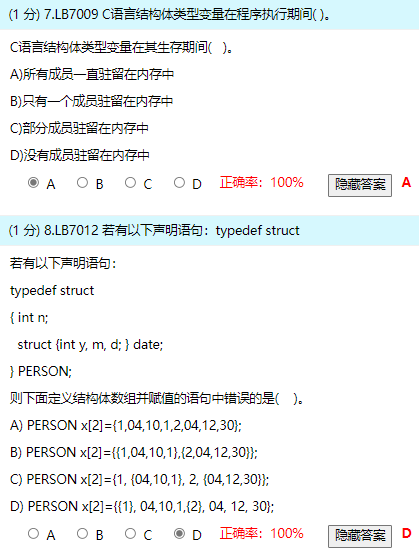 (1 分) 7.LB7009 C语言结构体类型变量在程序执行期间( )。
C语言结构体类型变量在其生存期间(   )。
A)所有成员一直驻留在内存中
B)只有一个成员驻留在内存中
C)部分成员驻留在内存中
D)没有成员驻留在内存中
A B C D 正确率：100% 隐藏答案 A
(1 分) 8.LB7012 若有以下声明语句：typedef struct
若有以下声明语句：
typedef struct
{ int n;
struct {int y, m, d; } date;
} PERSON;
则下面定义结构体数组并赋值的语句中错误的是(    )。
A) PERSON x[2]={1,04,10,1,2,04,12,30};
B) PERSON x[2]={{1,04,10,1},{2,04,12,30}};
C) PERSON x[2]={1, {04,10,1}, 2, {04,12,30}};
D) PERSON x[2]={{1}, 04,10,1,{2}, 04, 12, 30};
A B C D 正确率：100% 隐藏答案 D